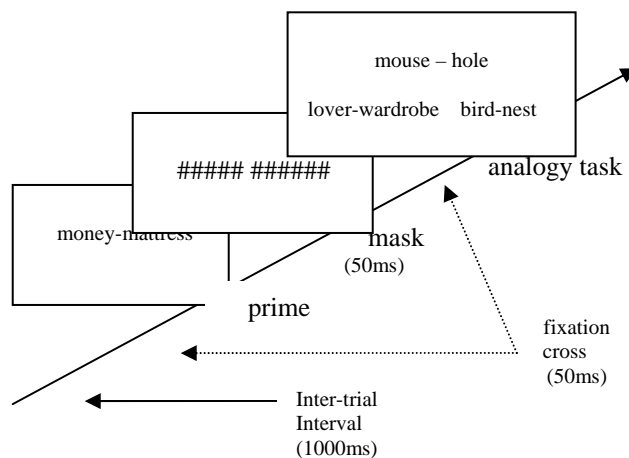 mouse – hole
lover-wardrobe bird-nest
##### ######
analogy task
money-mattress
mask
(50ms)
prime
fixation
cross
(50ms)
Inter-trial
Interval
(1000ms)